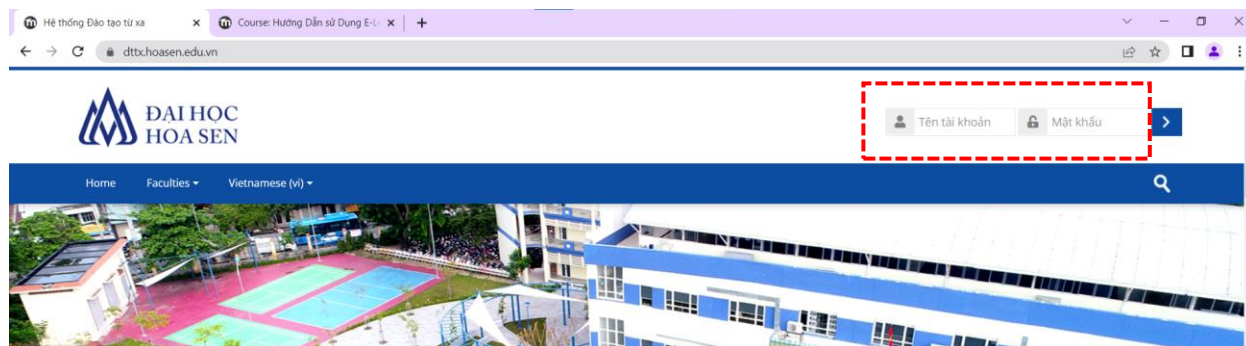 Hệ thống Đào tạo từ xa
Course: Hướng Dẫn sử Dụng E-L
dttx.hoasen.edu.vn
ĐẠI HỌC
HOA SEN
Tên tài khoản
Mật khẩu
Home
Faculties
Vietnamese (vi)